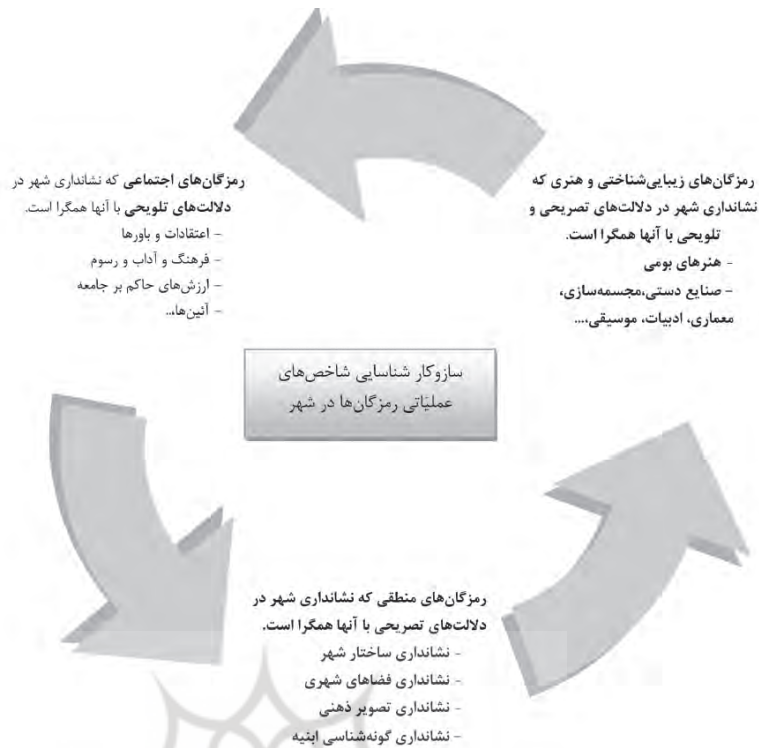 رمزگان‌های زیبایی‌شناختی و هنری که
نشانداری شهر در دلالت‌های تصریحی و
تلویحی با آنها همگرا است.
- هنرهای بومی
- صنایع دستی،مجسمه‌سازی،
معماری، ادبیات، موسیقی،...
رمزگان‌های اجتماعی که نشانداری شهر در
دلالت‌های تلویحی با آنها همگرا است.
- اعتقادات و باورها
- فرهنگ و آداب و رسوم
- ارزش‌های حاکم بر جامعه
- آئین‌ها،..
سازوکار شناسایی شاخص‌های
عملیّاتی رمزگان‌ها در شهر
رمزگان‌های منطقی که نشانداری شهر در
دلالت‌های تصریحی با آنها همگرا است.
- نشانداری ساختار شهر
- نشانداری فضاهای شهری
- نشانداری تصویر ذهنی
- نشانداری گونه‌شناسی ابنیه